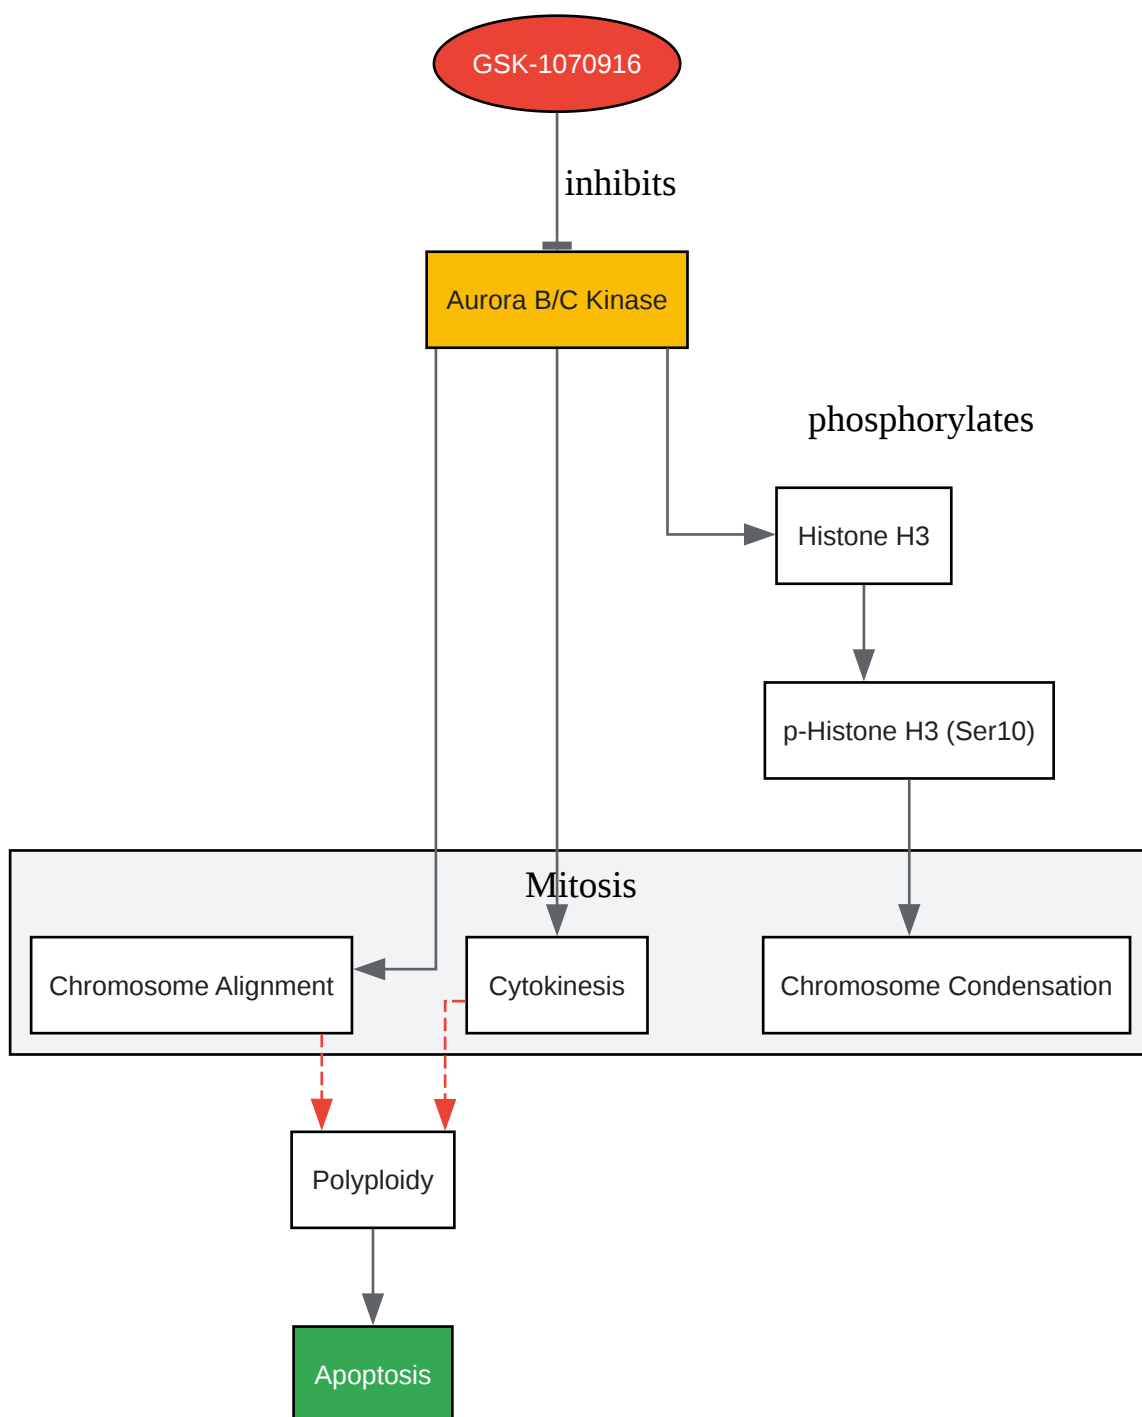 GSK-1070916
inhibits
Aurora B/C Kinase
phosphorylates
Histone H3
p-Histone H3 (Ser10)
Mitosis
Chromosome Alignment
Cytokinesis
Chromosome Condensation
Polyploidy
Apoptosis